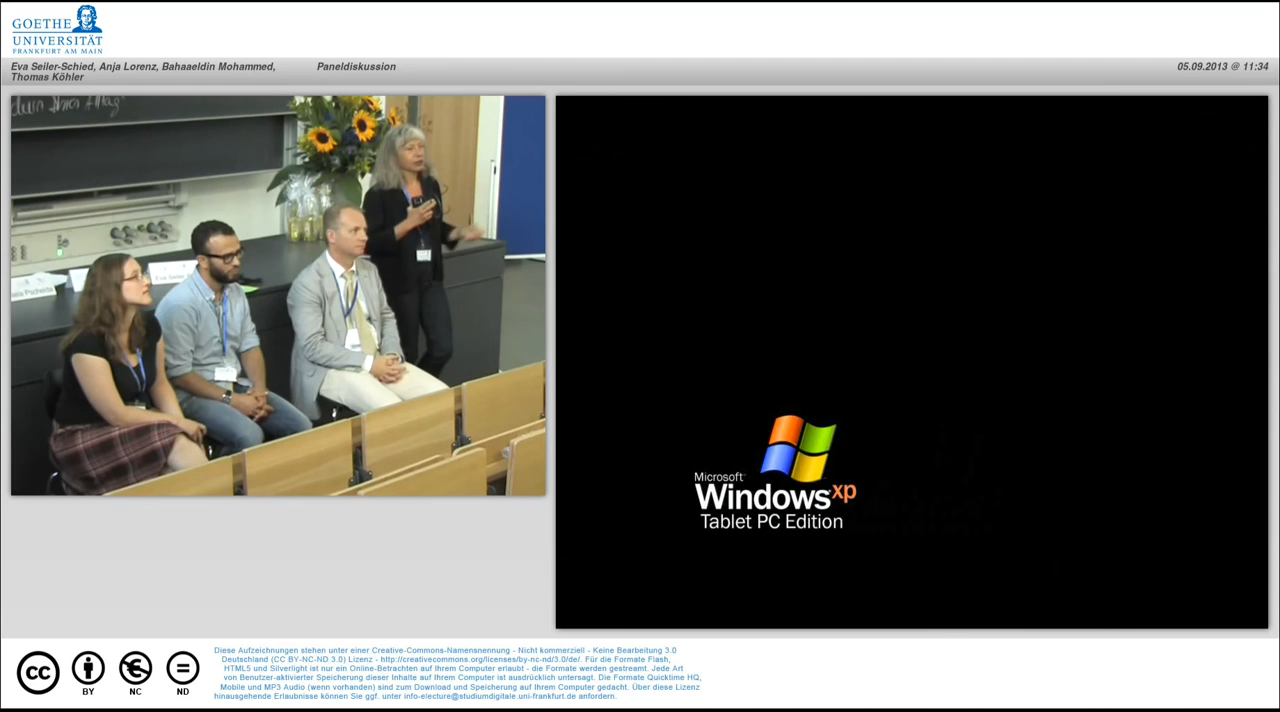 GOETHE
UNIVERSITÄT
FRANKFURT AM MAIN
Eva Seiler-Schied, Anja Lorenz, Bahaaeldin Mohammed,
Thomas Köhler
Paneldiskussion
05.09.2013 @ 11:34
Pscheida
Eva Seiler
Microsoft
Windows xp
Tablet PC Edition
cc
BY
NC
ND
Diese Aufzeichnungen stehen unter einer Creative-Commons-Namensnennung - Nicht kommerziell - Keine Bearbeitung 3.0
Deutschland (CC BY-NC-ND 3.0) Lizenz - http://creativecommons.org/licenses/by-nc-nd/3.0/de/. Für die Formate Flash,
HTML5 und Silverlight ist nur ein Online-Betrachten auf Ihrem Computer erlaubt - die Formate werden gestreamt. Jede Art
von Benutzer-aktivierter Speicherung dieser Inhalte auf Ihrem Computer ist ausdrücklich untersagt. Die Formate Quicktime HQ,
Mobile und MP3 Audio (wenn vorhanden) sind zum Download und Speicherung auf Ihrem Computer gedacht. Über diese Lizenz
hinausgehende Erlaubnisse können Sie ggf. unter info-electure@studiumdigitale.uni-frankfurt.de anfordern.